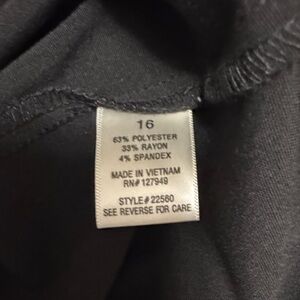 16
63% POLYESTER
33% RAYON
4% SPANDEX
MADE IN VIETNAM
RN# 127949
STYLE# 22560
SEE REVERSE FOR CARE